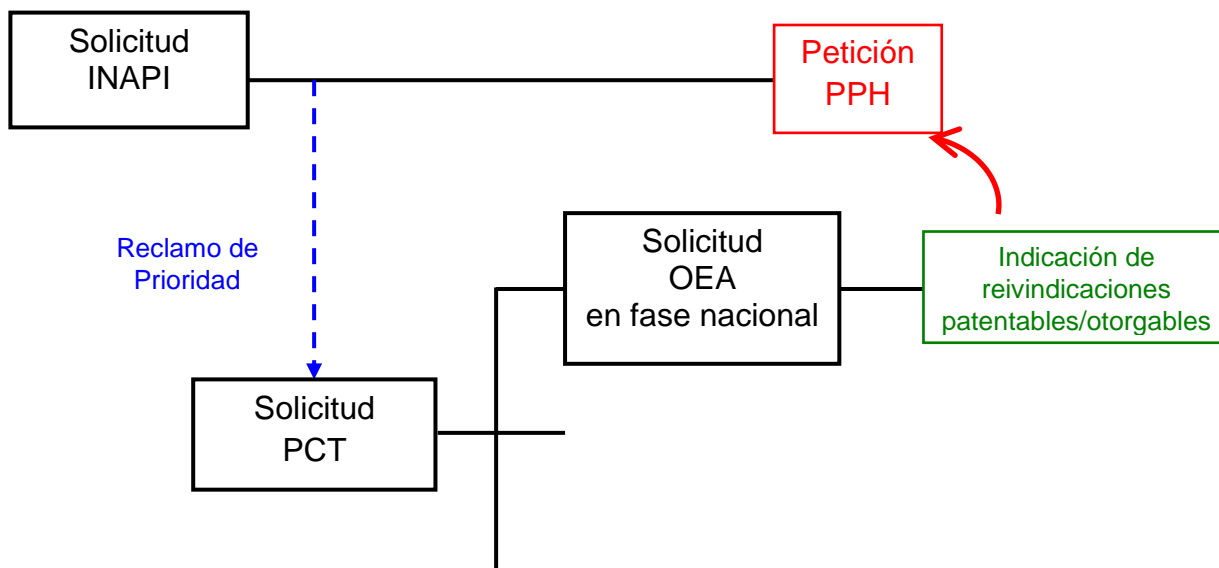 Solicitud
INAPI
Petición
PPH
Reclamo de
Prioridad
Solicitud
OEA
en fase nacional
Indicación de
reivindicaciones
patentables/otorgables
Solicitud
PCT